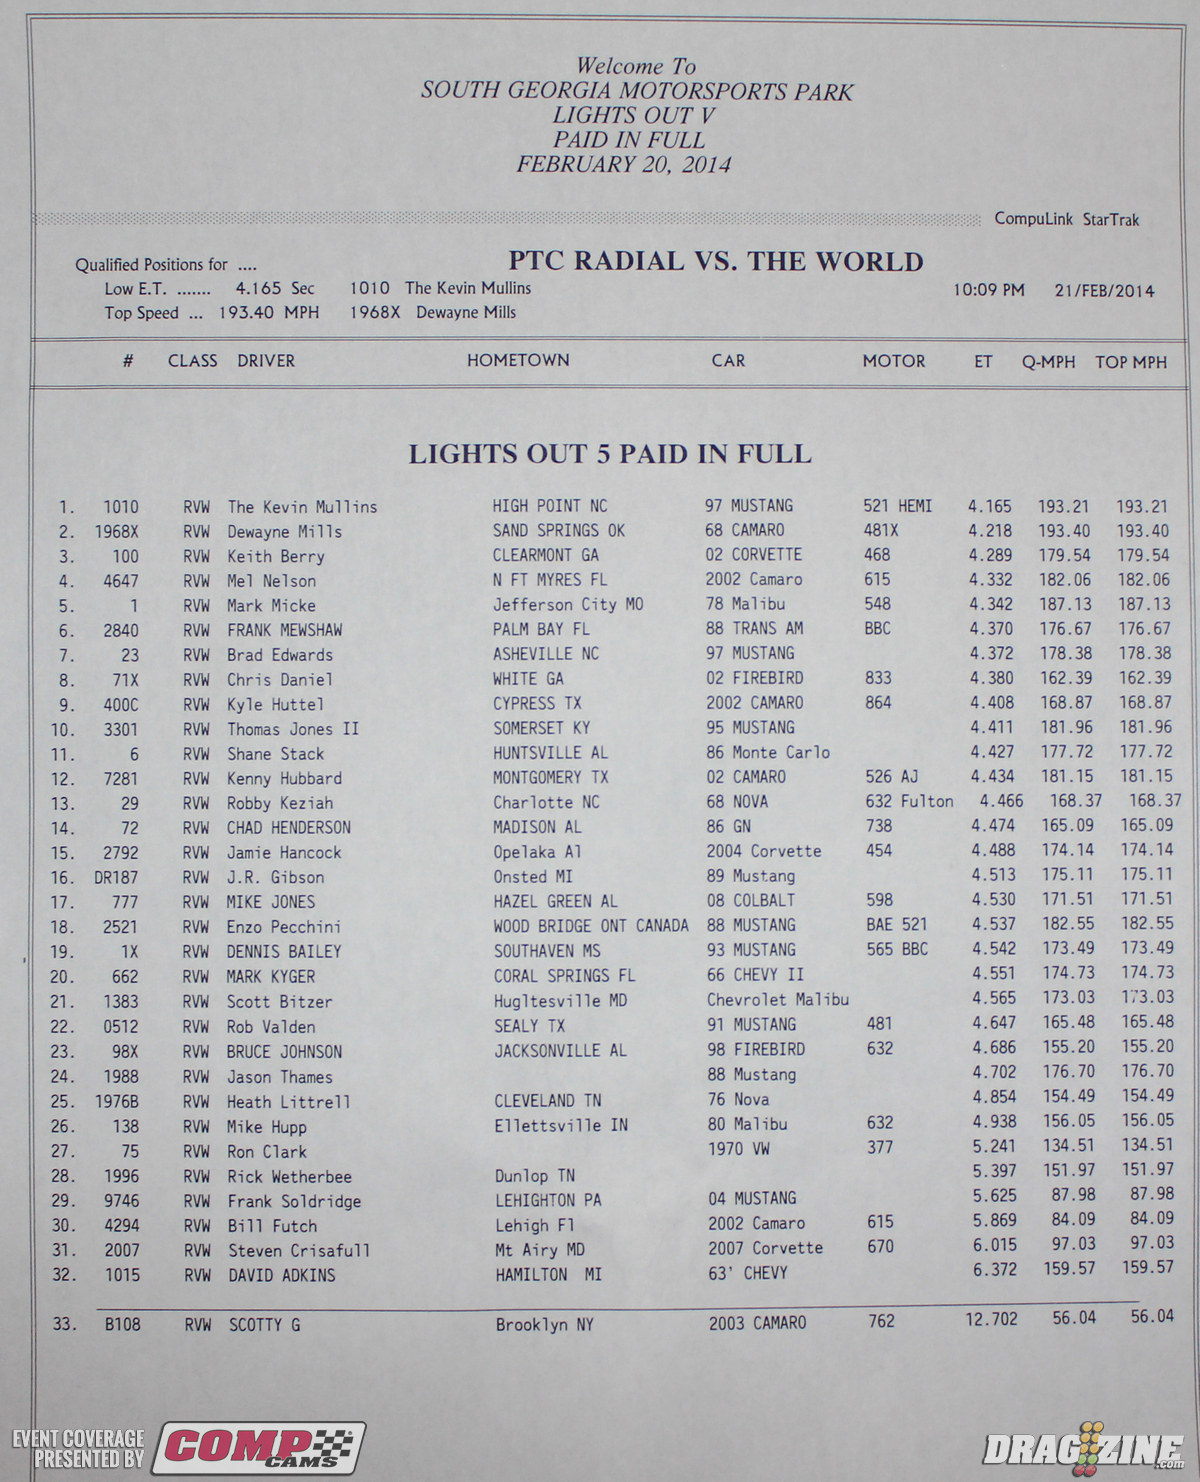 Welcome To
SOUTH GEORGIA MOTORSPORTS PARK
LIGHTS OUT V
PAID IN FULL
FEBRUARY 20, 2014
CompuLink StarTrak
Qualified Positions for .... PTC RADIAL VS. THE WORLD
Low E.T. ....... 4.165 Sec 1010 The Kevin Mullins 10:09 PM 21/FEB/2014
Top Speed ... 193.40 MPH 1968X Dewayne Mills
# CLASS DRIVER HOMETOWN CAR MOTOR ET Q-MPH TOP MPH
LIGHTS OUT 5 PAID IN FULL
1. 1010 RVW The Kevin Mullins HIGH POINT NC 97 MUSTANG 521 HEMI 4.165 193.21 193.21
2. 1968X RVW Dewayne Mills SAND SPRINGS OK 68 CAMARO 481X 4.218 193.40 193.40
3. 100 RVW Keith Berry CLEARMONT GA 02 CORVETTE 468 4.289 179.54 179.54
4. 4647 RVW Mel Nelson N FT MYRES FL 2002 Camaro 615 4.332 182.06 182.06
5. 1 RVW Mark Micke Jefferson City MO 78 Malibu 548 4.342 187.13 187.13
6. 2840 RVW FRANK MEWSHAW PALM BAY FL 88 TRANS AM BBC 4.370 176.67 176.67
7. 23 RVW Brad Edwards ASHEVILLE NC 97 MUSTANG 4.372 178.38 178.38
8. 71X RVW Chris Daniel WHITE GA 02 FIREBIRD 833 4.380 162.39 162.39
9. 400C RVW Kyle Huttel CYPRESS TX 2002 CAMARO 864 4.408 168.87 168.87
10. 3301 RVW Thomas Jones II SOMERSET KY 95 MUSTANG 4.411 181.96 181.96
11. 6 RVW Shane Stack HUNTSVILLE AL 86 Monte Carlo 4.427 177.72 177.72
12. 7281 RVW Kenny Hubbard MONTGOMERY TX 02 CAMARO 526 AJ 4.434 181.15 181.15
13. 29 RVW Robby Keziah Charlotte NC 68 NOVA 632 Fulton 4.466 168.37 168.37
14. 72 RVW CHAD HENDERSON MADISON AL 86 GN 738 4.474 165.09 165.09
15. 2792 RVW Jamie Hancock Opelaka Al 2004 Corvette 454 4.488 174.14 174.14
16. DR187 RVW J.R. Gibson Onsted MI 89 Mustang 4.513 175.11 175.11
17. 777 RVW MIKE JONES HAZEL GREEN AL 08 COLBALT 598 4.530 171.51 171.51
18. 2521 RVW Enzo Pecchini WOOD BRIDGE ONT CANADA 88 MUSTANG BAE 521 4.537 182.55 182.55
19. 1X RVW DENNIS BAILEY SOUTHAVEN MS 93 MUSTANG 565 BBC 4.542 173.49 173.49
20. 662 RVW MARK KYGER CORAL SPRINGS FL 66 CHEVY II 4.551 174.73 174.73
21. 1383 RVW Scott Bitzer Hugltesville MD Chevrolet Malibu 4.565 173.03 173.03
22. 0512 RVW Rob Valden SEALY TX 91 MUSTANG 481 4.647 165.48 165.48
23. 98X RVW BRUCE JOHNSON JACKSONVILLE AL 98 FIREBIRD 632 4.686 155.20 155.20
24. 1988 RVW Jason Thames 88 Mustang 4.702 176.70 176.70
25. 1976B RVW Heath Littrell CLEVELAND TN 76 Nova 4.854 154.49 154.49
26. 138 RVW Mike Hupp Ellettsville IN 80 Malibu 632 4.938 156.05 156.05
27. 75 RVW Ron Clark 1970 VW 377 5.241 134.51 134.51
28. 1996 RVW Rick Wetherbee Dunlop TN 5.397 151.97 151.97
29. 9746 RVW Frank Soldridge LEHIGHTON PA 04 MUSTANG 5.625 87.98 87.98
30. 4294 RVW Bill Futch Lehigh Fl 2002 Camaro 615 5.869 84.09 84.09
31. 2007 RVW Steven Crisafull Mt Airy MD 2007 Corvette 670 6.015 97.03 97.03
32. 1015 RVW DAVID ADKINS HAMILTON MI 63' CHEVY 6.372 159.57 159.57
33. B108 RVW SCOTTY G Brooklyn NY 2003 CAMARO 762 12.702 56.04 56.04
EVENT COVERAGE
PRESENTED BY
COMP
CAMS
DRAGZINE
.com